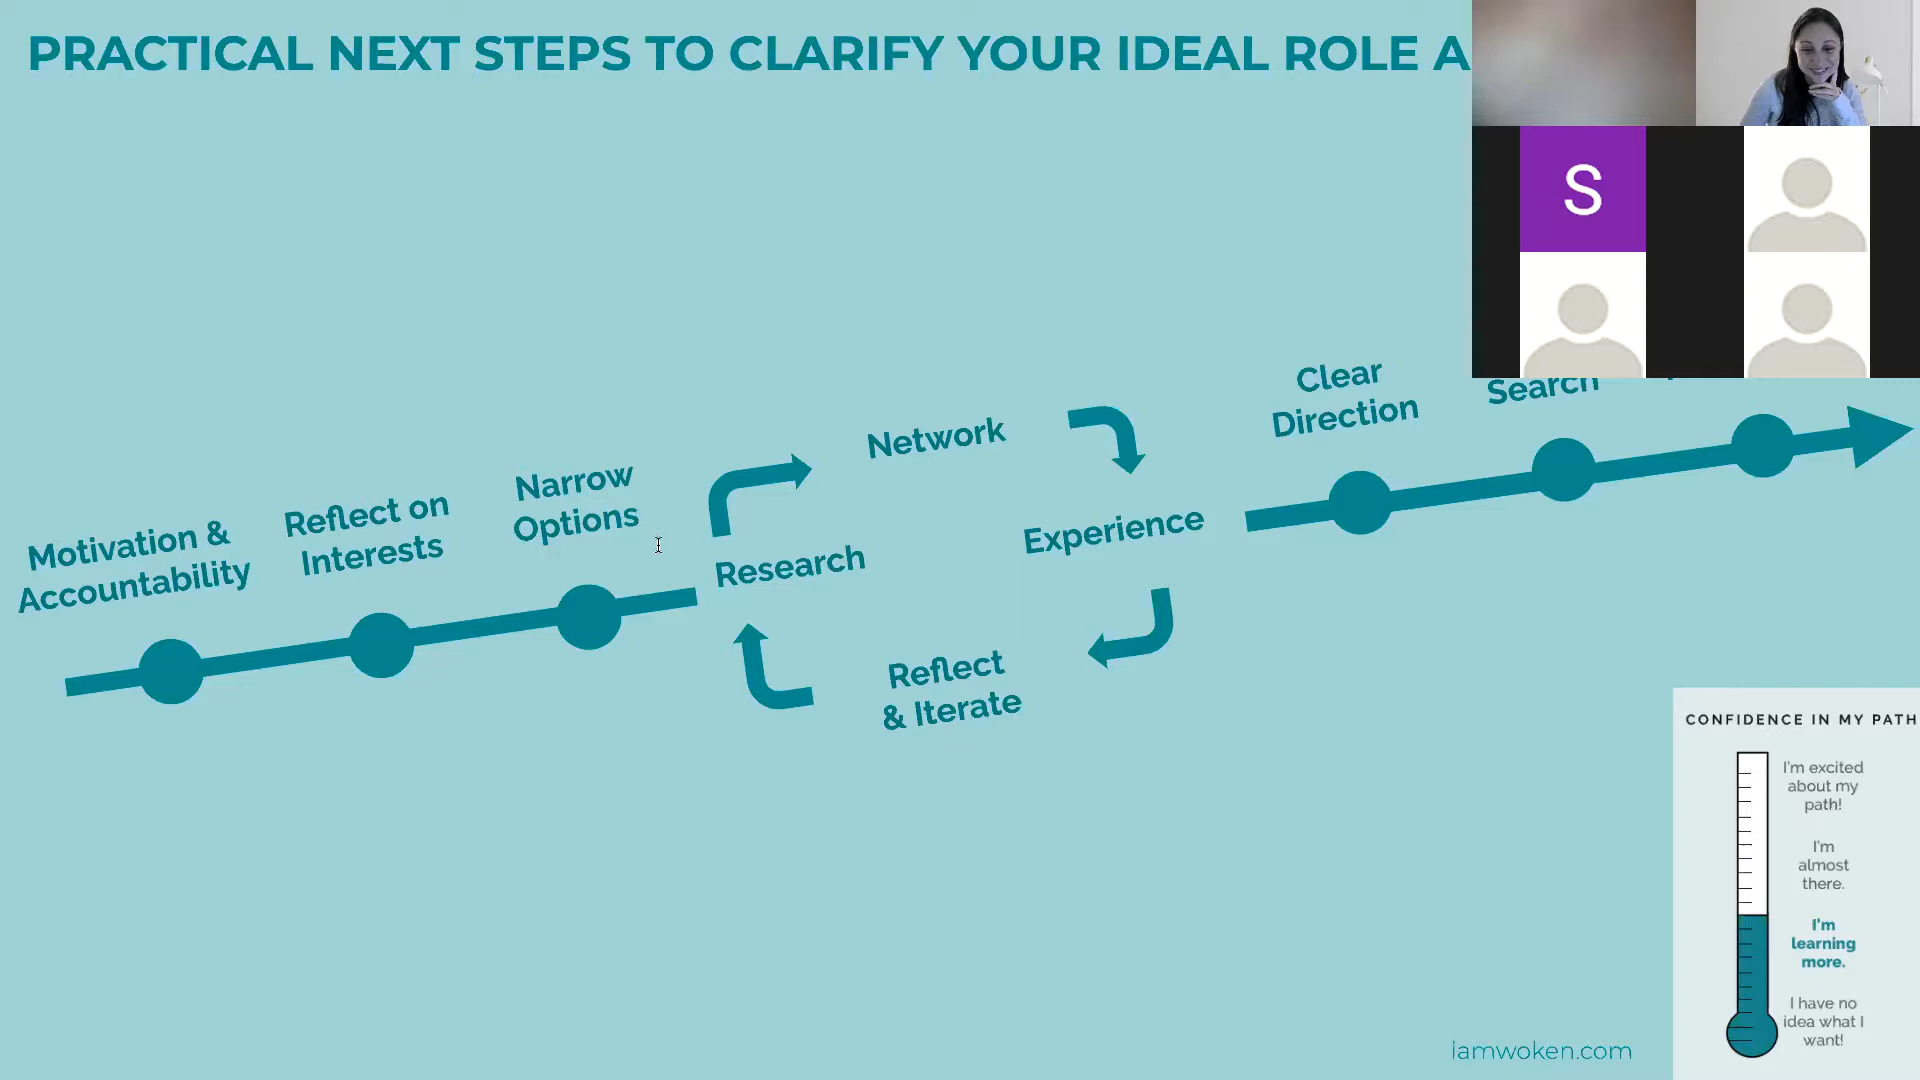 PRACTICAL NEXT STEPS TO CLARIFY YOUR IDEAL ROLE A
S
Motivation &
Accountability
Reflect on
Interests
Narrow
Options
Research
Network
Experience
Reflect
& Iterate
Clear
Direction
Search
CONFIDENCE IN MY PATH
I'm excited
about my
path!
I'm
almost
there.
I'm
learning
more.
I have no
idea what I
want!
iamwoken.com